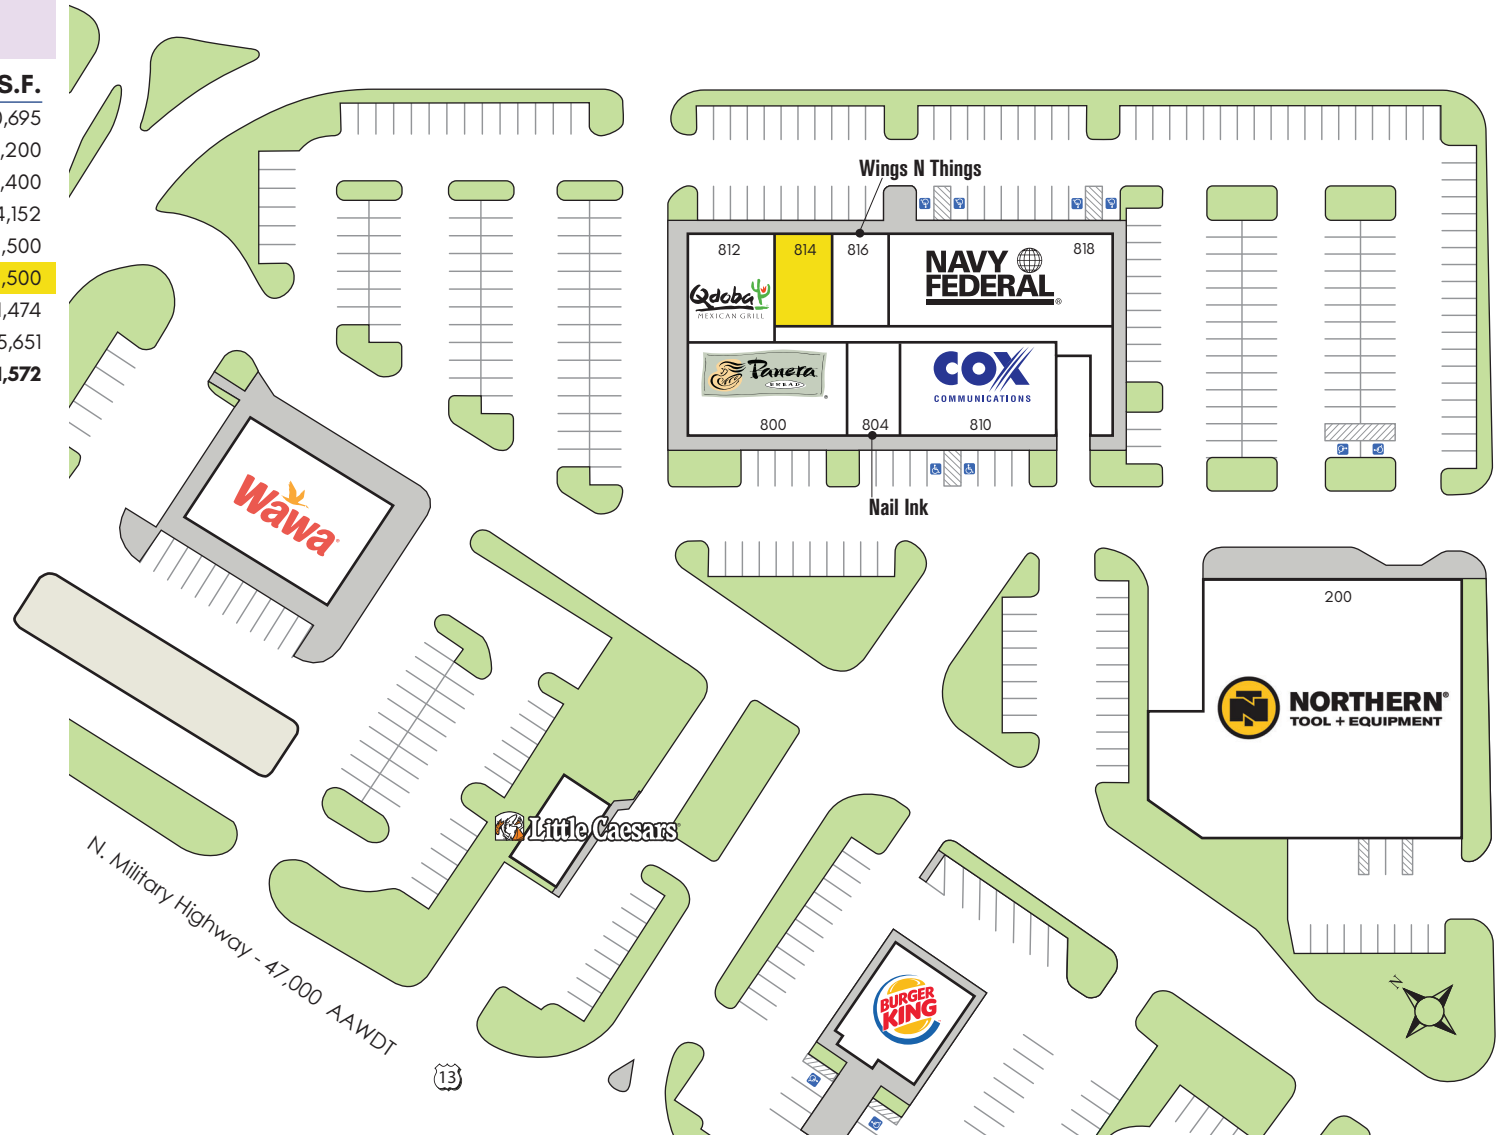 S.F.
,695
,200
,400
,152
,500
,500
,474
5,651
,572
Wings N Things
812
814
816
818
NAVY
FEDERAL®
Qdoba
MEXICAN GRILL
Panera
BREAD
800
804
810
COX
COMMUNICATIONS
Nail Ink
Wawa
200
NORTHERN®
TOOL + EQUIPMENT
Little Caesars
N. Military Highway - 47,000 AAWDT
13
BURGER
KING
N